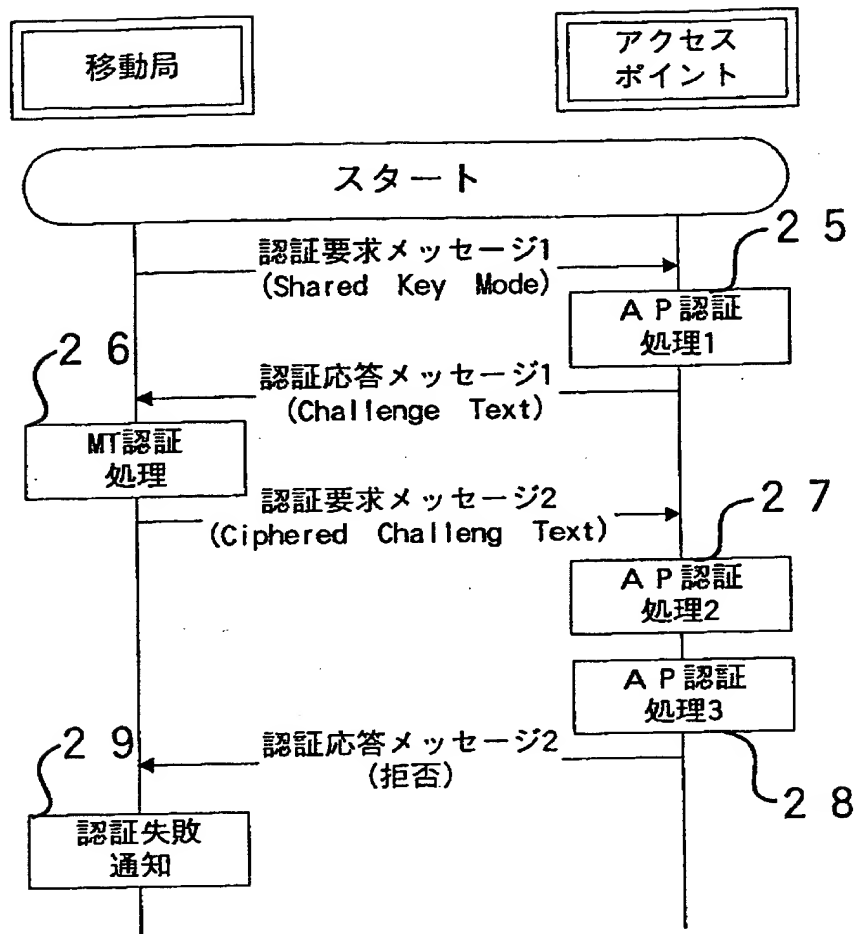 移動局
アクセス
ポイント
スタート
認証要求メッセージ1
(Shared Key Mode)
25
AP認証
処理1
26
認証応答メッセージ1
(Challenge Text)
MT認証
処理
認証要求メッセージ2
(Ciphered Challeng Text)
27
AP認証
処理2
AP認証
処理3
28
認証応答メッセージ2
(拒否)
29
認証失敗
通知